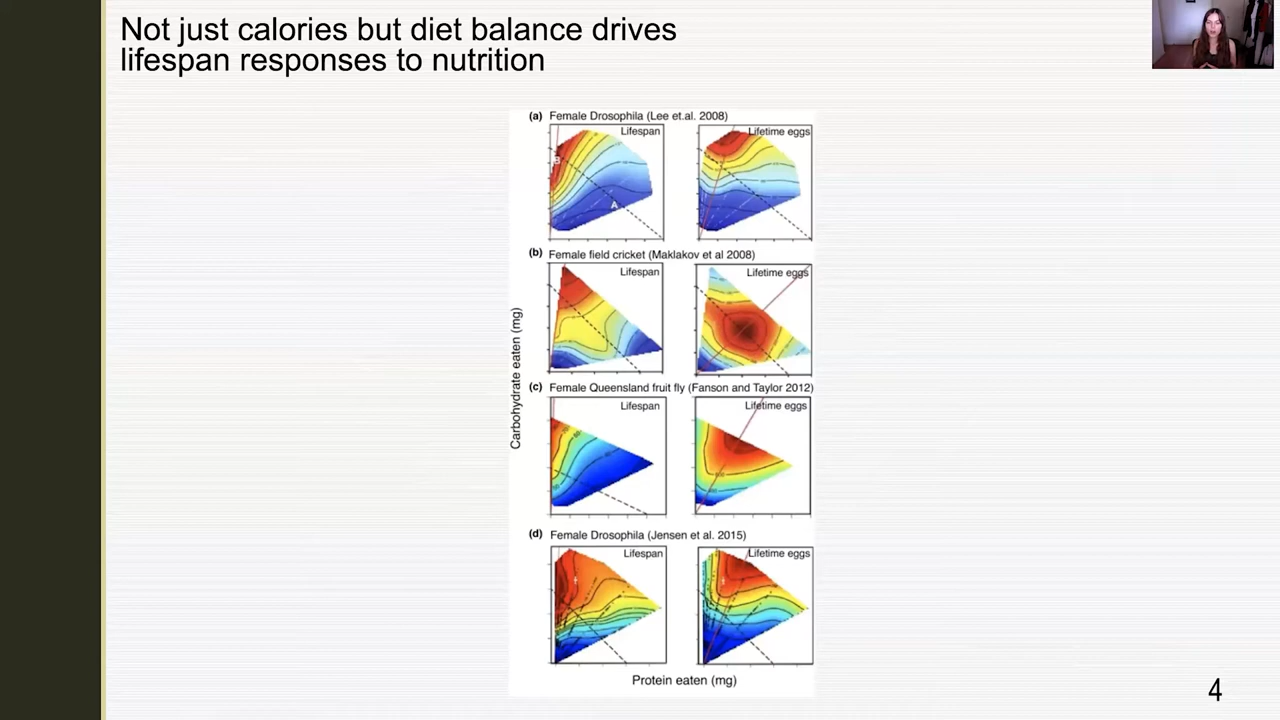 Not just calories but diet balance drives
lifespan responses to nutrition
(a) Female Drosophila (Lee et.al. 2008)
Lifespan
B
A
Lifetime eggs
(b) Female field cricket (Maklakov et al 2008)
Lifespan
Lifetime eggs
(c) Female Queensland fruit fly (Fanson and Taylor 2012)
Lifespan
Lifetime eggs
(d) Female Drosophila (Jensen et al. 2015)
Lifespan
Lifetime eggs
Carbohydrate eaten (mg)
Protein eaten (mg)
4